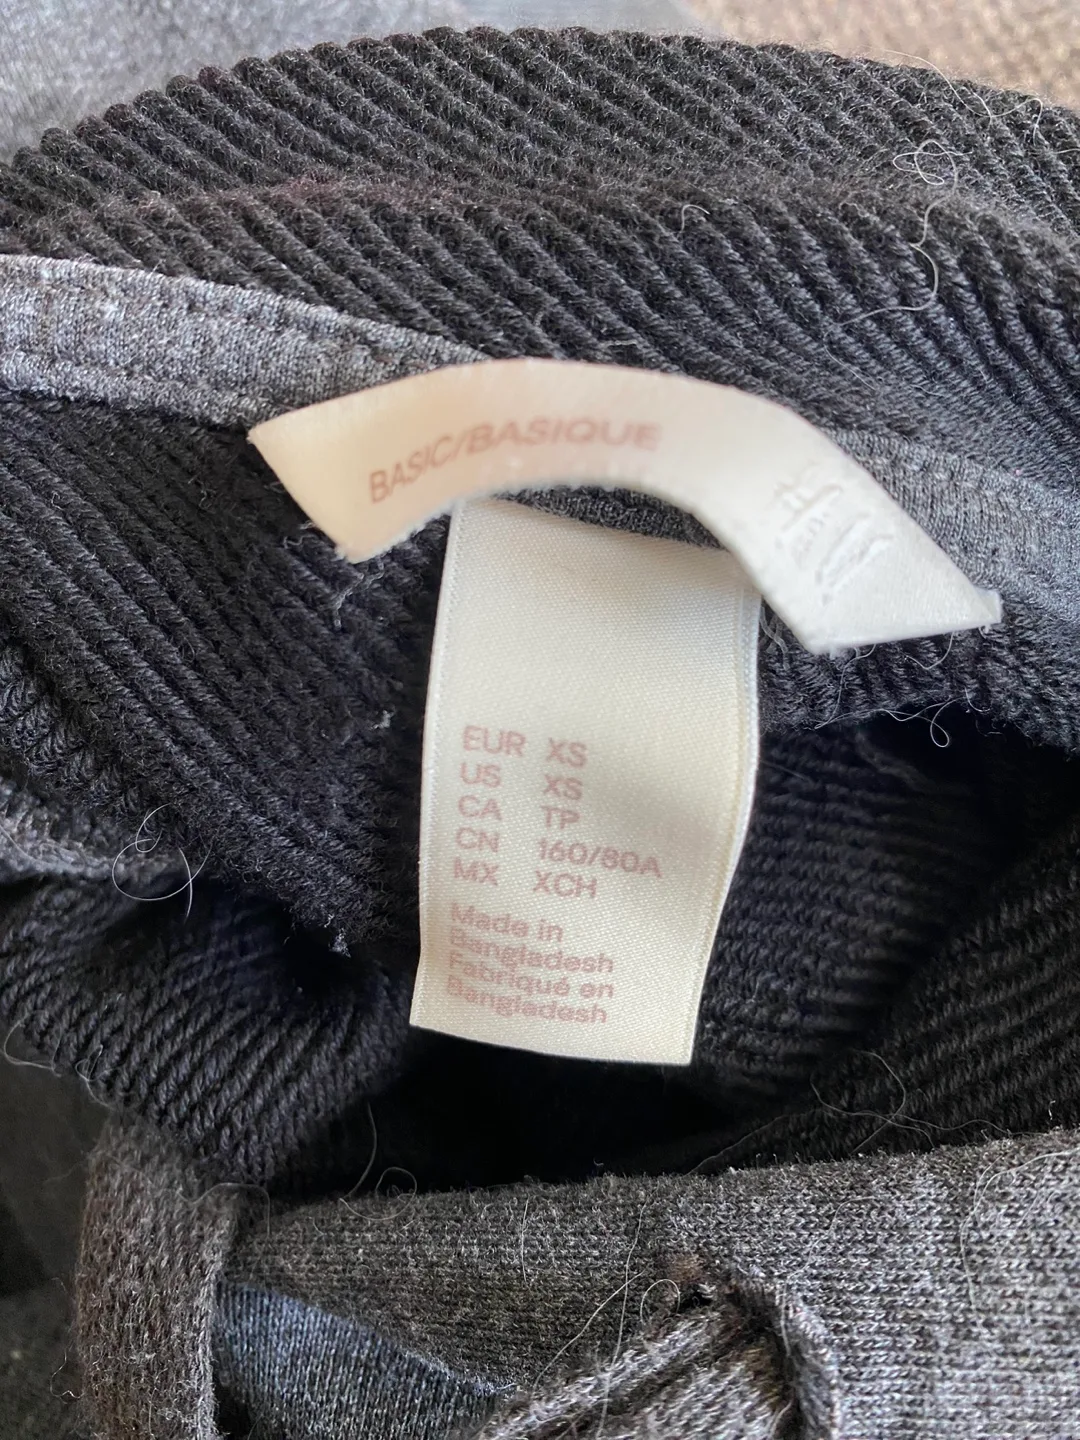 BASIC/BASIQUE
EUR XS
US XS
CA TP
CN 160/80A
MX XCH
Made in
Bangladesh
Fabriqué en
Bangladesh